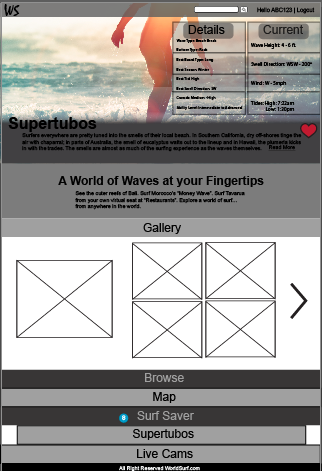 WS
Hello ABC123 | Logout
Details
Wave Type: Beach Break
Bottom Type: Rock
Best Swell Type: Long
Best Season: Winter
Best Tide: High
Best Swell Direction: SW
Crowds: Medium-High
Ability Level: Intermediate to Advanced
Current
Wave Height: 4 - 6 ft.
Swell Direction: WSW - 200°
Wind: W - 5mph
Tides: High: 7:22am
Low: 1:30pm
Supertubos
Surfers everywhere are pretty tuned into the smells of their local beach. In Southern California, dry off-shores tinge the
air with chaparral; in parts of Australia, the smell of eucalyptus wafts out to the lineup and in Hawaii, the plumeria kicks
in with the trades. The smells are almost as much of the surfing experience as the waves themselves.
Read More
A World of Waves at your Fingertips
See the outer reefs of Bali. Surf Morocco's "Money Wave". Surf Tavarua
from your own virtual seat at "Restaurants". Explore a world of surf...
from anywhere in the world.
Gallery
Browse
Map
8 Surf Saver
Supertubos
Live Cams
All Right Reserved WorldSurf.com